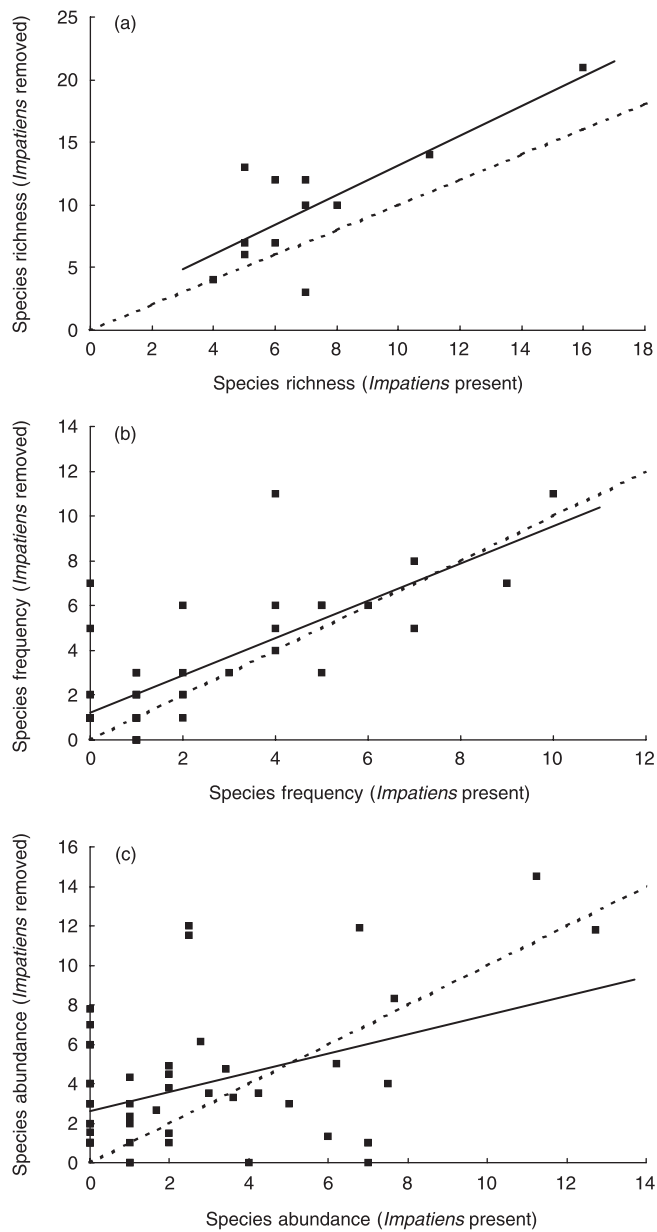 (a)
Species richness (Impatiens removed)
25
20
15
10
5
0
0 2 4 6 8 10 12 14 16 18
Species richness (Impatiens present)
(b)
Species frequency (Impatiens removed)
14
12
10
8
6
4
2
0
0 2 4 6 8 10 12
Species frequency (Impatiens present)
(c)
Species abundance (Impatiens removed)
16
14
12
10
8
6
4
2
0
0 2 4 6 8 10 12 14
Species abundance (Impatiens present)